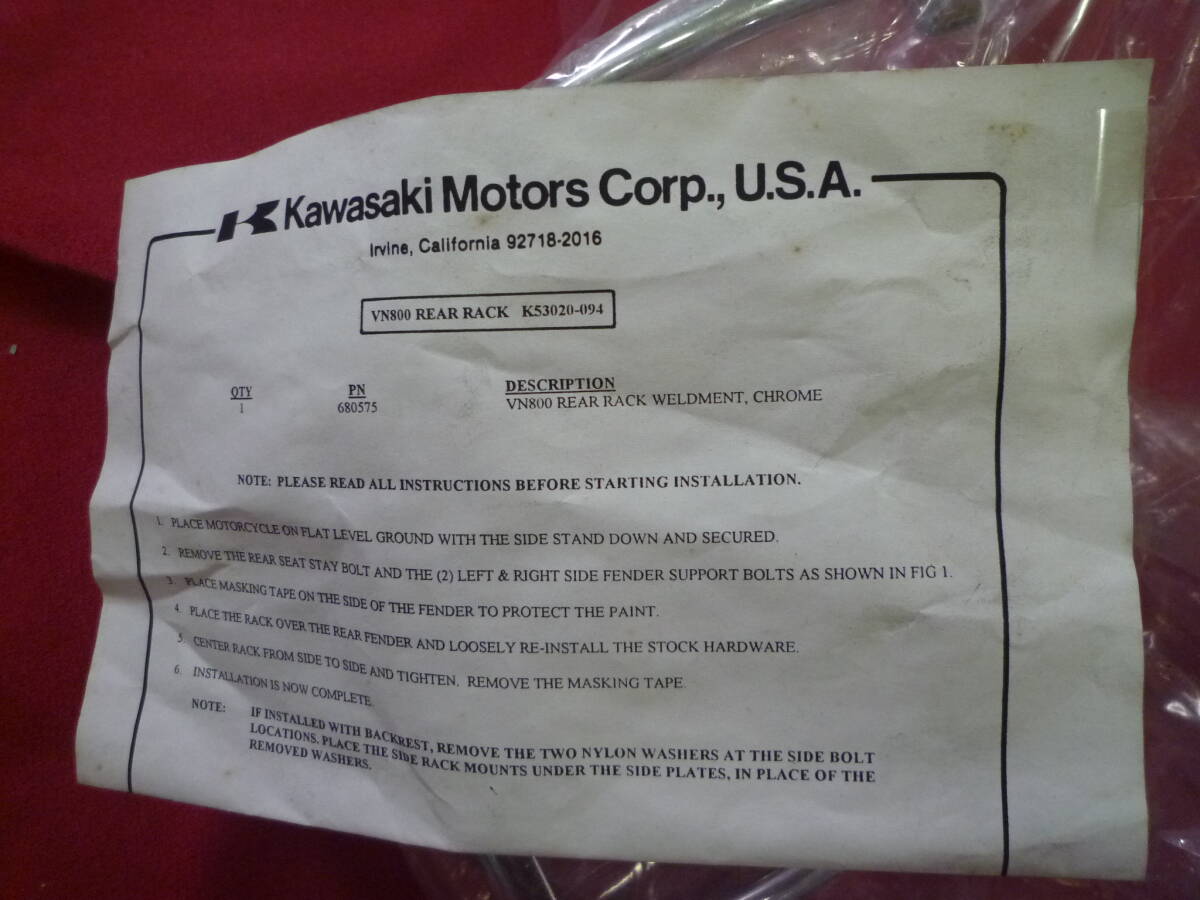 Kawasaki Motors Corp., U.S.A.
Irvine, California 92718-2016
VN800 REAR RACK K53020-094
QTY PN DESCRIPTION
1 680575 VN800 REAR RACK WELDMENT, CHROME
NOTE: PLEASE READ ALL INSTRUCTIONS BEFORE STARTING INSTALLATION.
1. PLACE MOTORCYCLE ON FLAT LEVEL GROUND WITH THE SIDE STAND DOWN AND SECURED.
2. REMOVE THE REAR SEAT STAY BOLT AND THE (2) LEFT & RIGHT SIDE FENDER SUPPORT BOLTS AS SHOWN IN FIG 1.
3. PLACE MASKING TAPE ON THE SIDE OF THE FENDER TO PROTECT THE PAINT.
4. PLACE THE RACK OVER THE REAR FENDER AND LOOSELY RE-INSTALL THE STOCK HARDWARE.
5. CENTER RACK FROM SIDE TO SIDE AND TIGHTEN. REMOVE THE MASKING TAPE.
6. INSTALLATION IS NOW COMPLETE.
NOTE: IF INSTALLED WITH BACKREST, REMOVE THE TWO NYLON WASHERS AT THE SIDE BOLT
LOCATIONS. PLACE THE SIDE RACK MOUNTS UNDER THE SIDE PLATES, IN PLACE OF THE
REMOVED WASHERS.